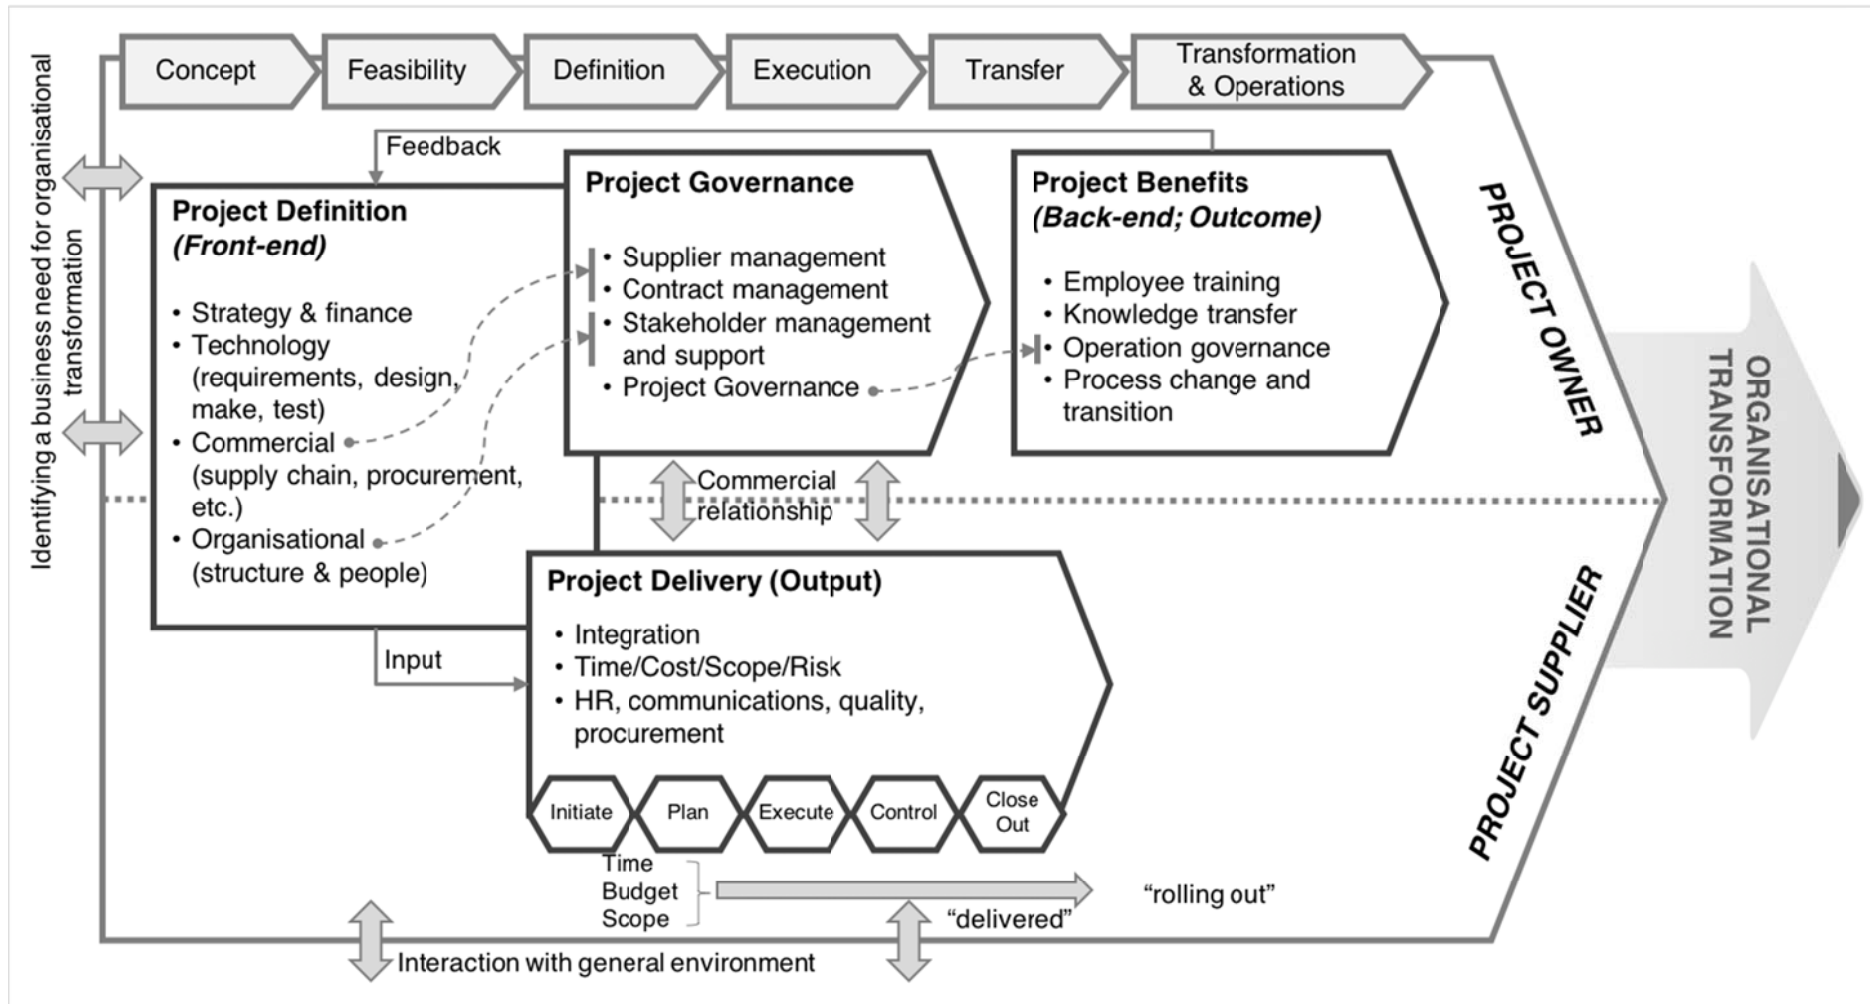 Concept
Feasibility
Definition
Execution
Transfer
Transformation
& Operations
Identifying a business need for organisational
transformation
Feedback
Project Definition
(Front-end)
• Strategy & finance
• Technology
(requirements, design,
make, test)
• Commercial
(supply chain, procurement,
etc.)
• Organisational
(structure & people)
Project Governance
• Supplier management
• Contract management
• Stakeholder management
and support
• Project Governance
Project Benefits
(Back-end; Outcome)
• Employee training
• Knowledge transfer
• Operation governance
• Process change and
transition
PROJECT OWNER
ORGANISATIONAL
TRANSFORMATION
Commercial
relationship
Input
Project Delivery (Output)
• Integration
• Time/Cost/Scope/Risk
• HR, communications, quality,
procurement
Initiate
Plan
Execute
Control
Close
Out
PROJECT SUPPLIER
Time
Budget
Scope
“delivered”
“rolling out”
Interaction with general environment